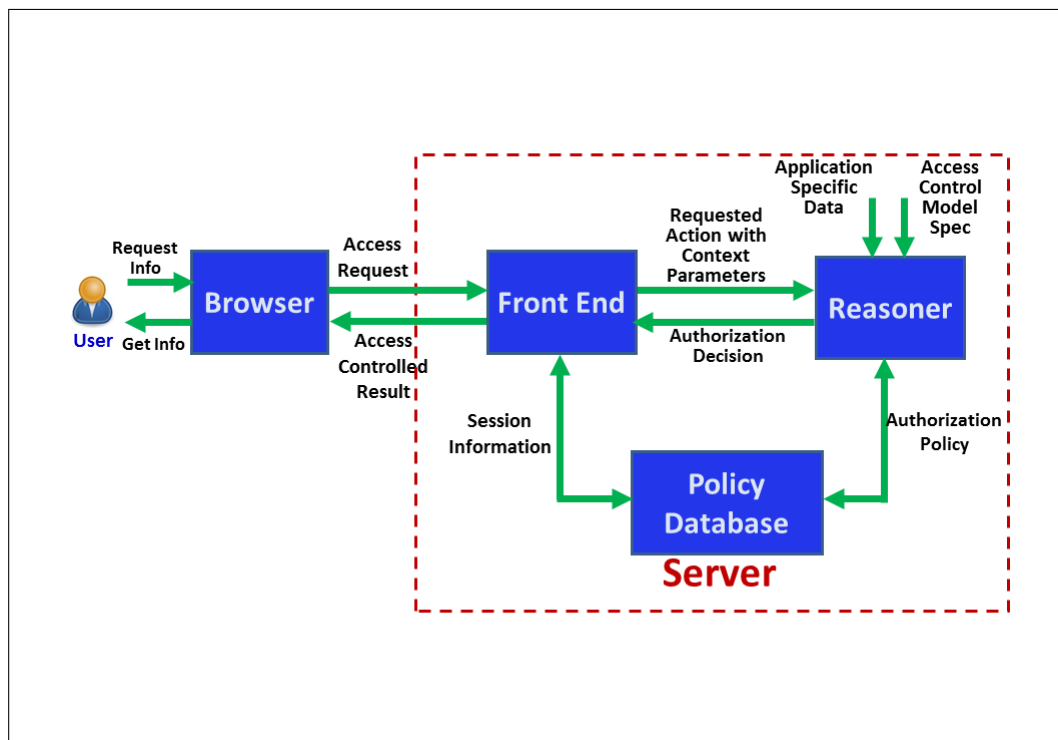 Application
Specific
Data
Access
Control
Model
Spec
Requested
Action with
Context
Parameters
Access
Request
Request
Info
Browser
Front End
Reasoner
User
Get Info
Access
Controlled
Result
Authorization
Decision
Session
Information
Authorization
Policy
Policy
Database
Server